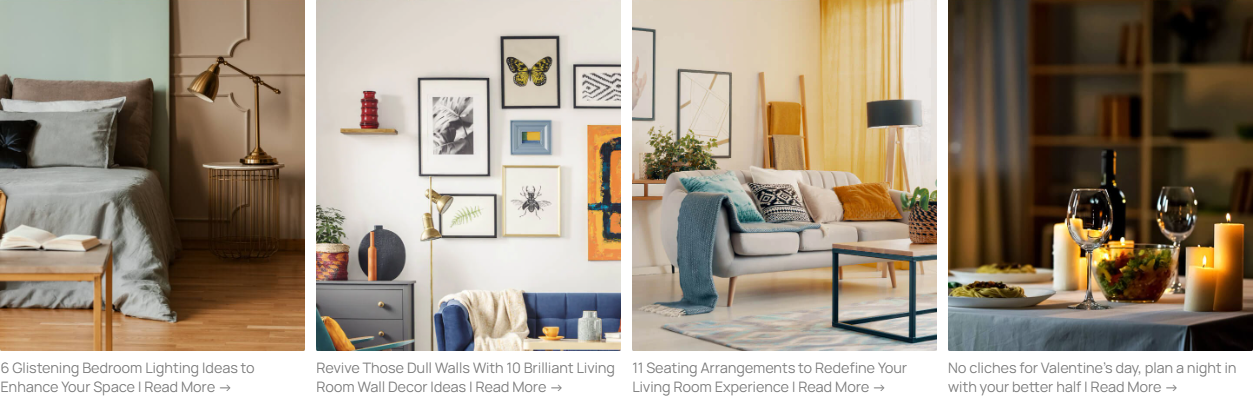 6 Glistening Bedroom Lighting Ideas to
Enhance Your Space | Read More →
Revive Those Dull Walls With 10 Brilliant Living
Room Wall Decor Ideas | Read More →
11 Seating Arrangements to Redefine Your
Living Room Experience | Read More →
No cliches for Valentine's day, plan a night in
with your better half | Read More →